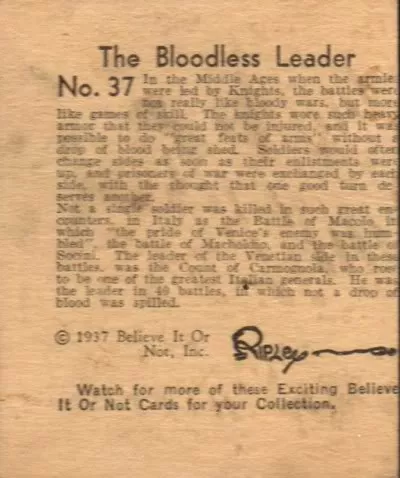 The Bloodless Leader
No. 37
In the Middle Ages when the armies
were led by Knights, the battles were
not really like bloody wars, but more
like games of skill. The knights wore such heavy
armor that they could not be injured, and it was
possible to do "great feats of arms" without a
drop of blood being shed. Soldiers would often
change sides as soon as their enlistments were
up, and prisoners of war were exchanged by each
side, with the thought that one good turn de-
serves another.
Not a single soldier was killed in such great en-
counters, in Italy as the Battle of Macolo in
which "the pride of Venice's enemy was hum-
bled", the battle of Machokho, and the battle of
The leader of the Venetian side in these
battles, was the Count of Carmognola, who rose
to be one of the greatest Italian generals. He was
the leader in 40 battles, in which not a drop of
blood was spilled.
© 1937 Believe It Or
Not, Inc.
RIPLEY
Watch for more of these Exciting Believe
It Or Not Cards for your Collection.